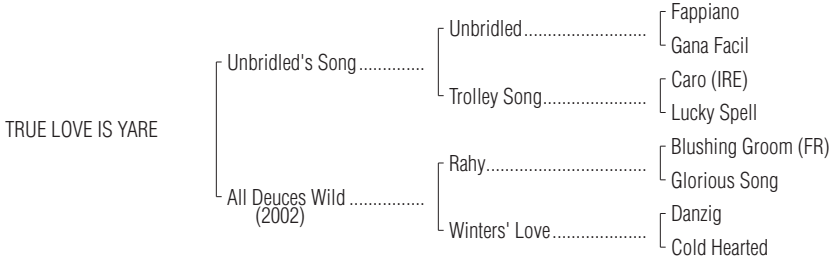 Fappiano
Unbridled..........................
Gana Facil
Unbridled's Song..............
Caro (IRE)
Trolley Song......................
Lucky Spell
TRUE LOVE IS YARE
Blushing Groom (FR)
Rahy..................................
Glorious Song
All Deuces Wild ................
(2002)
Danzig
Winters' Love....................
Cold Hearted